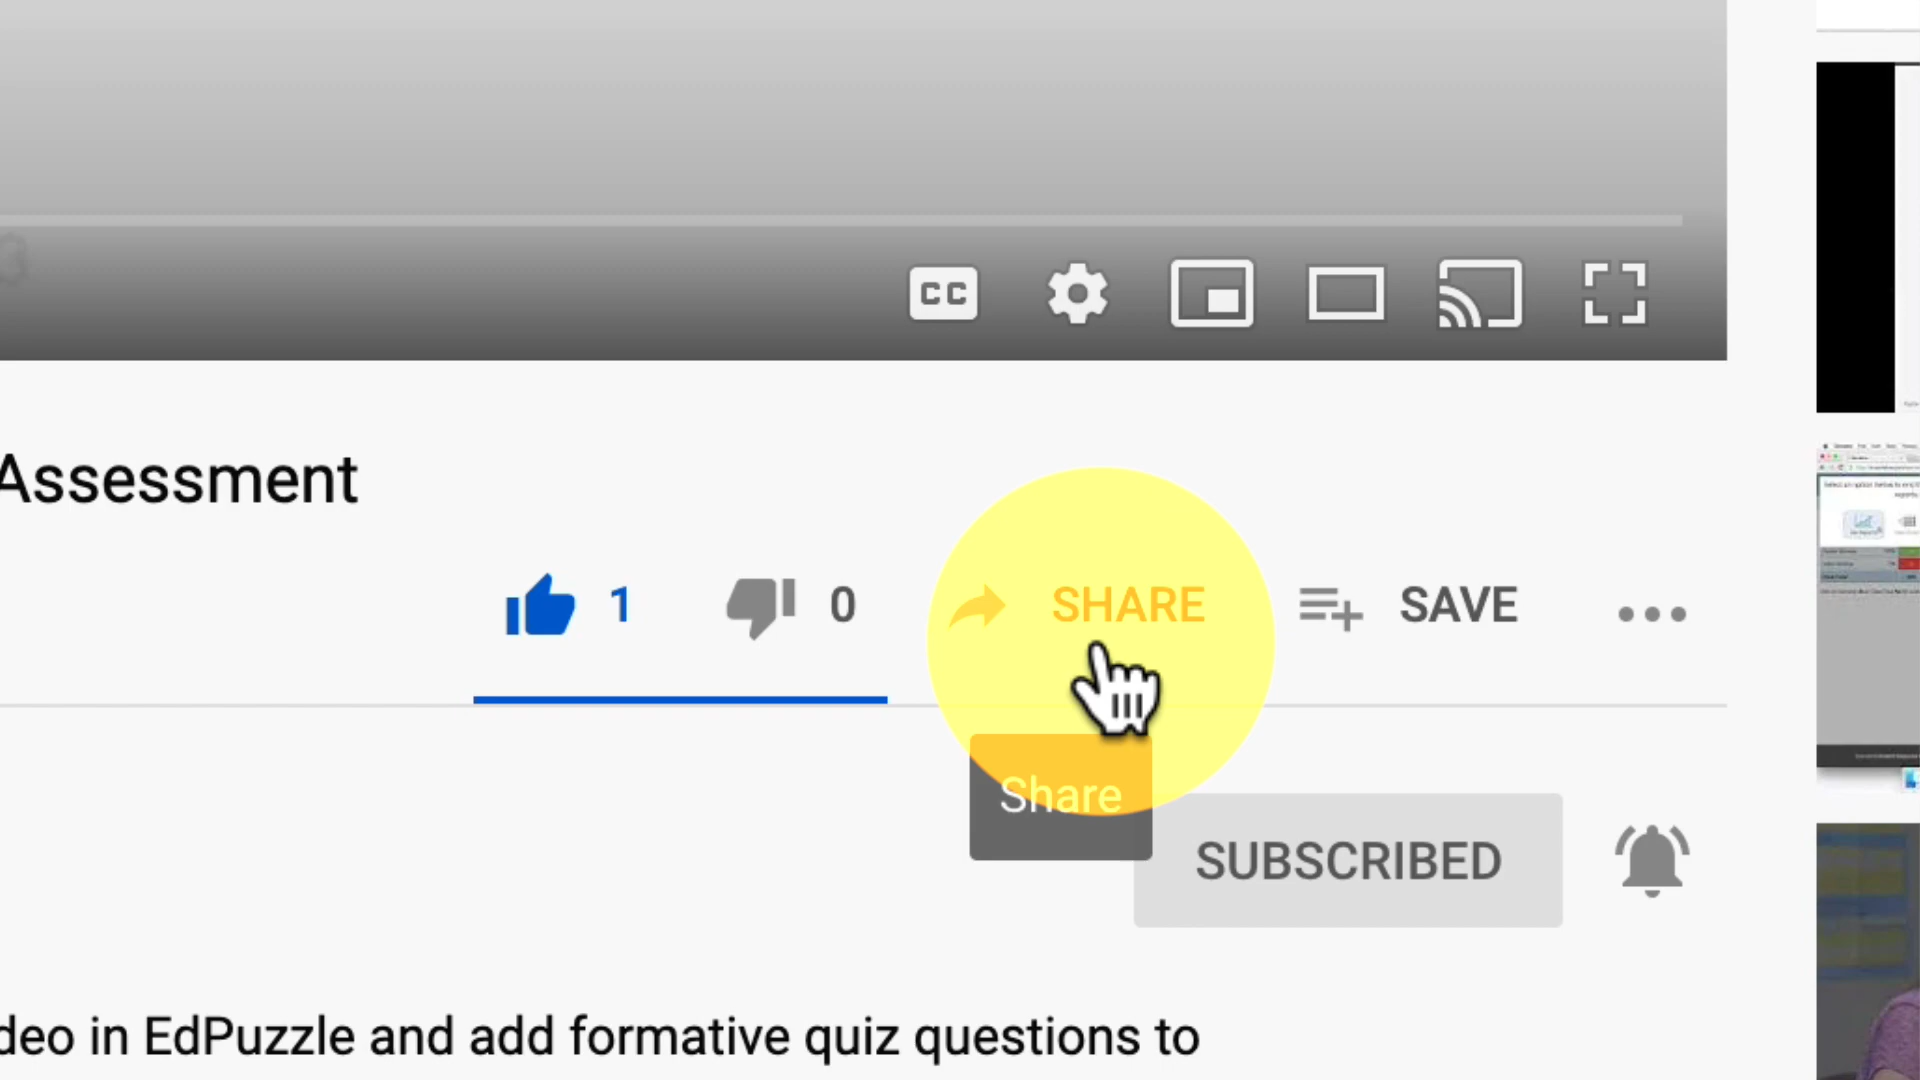 CC
Assessment
1 0 SHARE SAVE
Share
SUBSCRIBED
deo in EdPuzzle and add formative quiz questions to